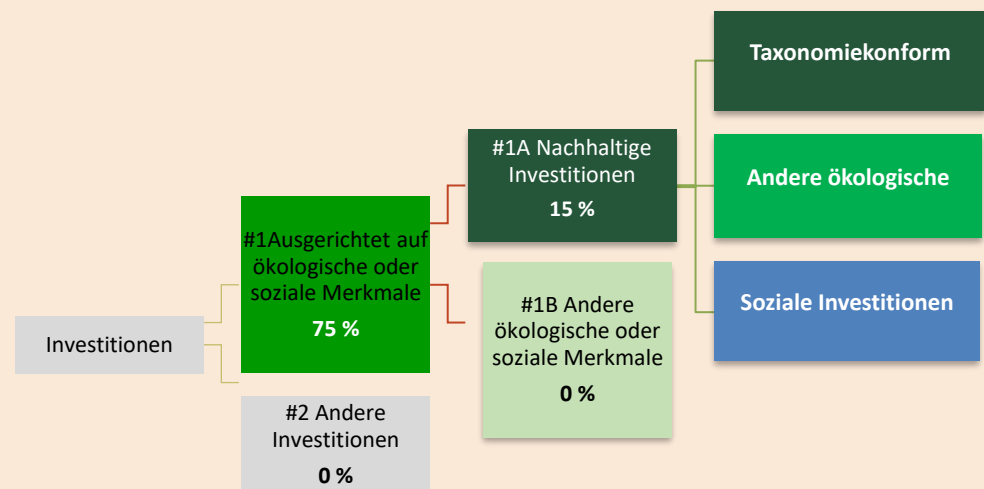 Investitionen
#1Ausgerichtet auf
ökologische oder
soziale Merkmale
75 %
#2 Andere
Investitionen
0 %
#1A Nachhaltige
Investitionen
15 %
#1B Andere
ökologische oder
soziale Merkmale
0 %
Taxonomiekonform
Andere ökologische
Soziale Investitionen